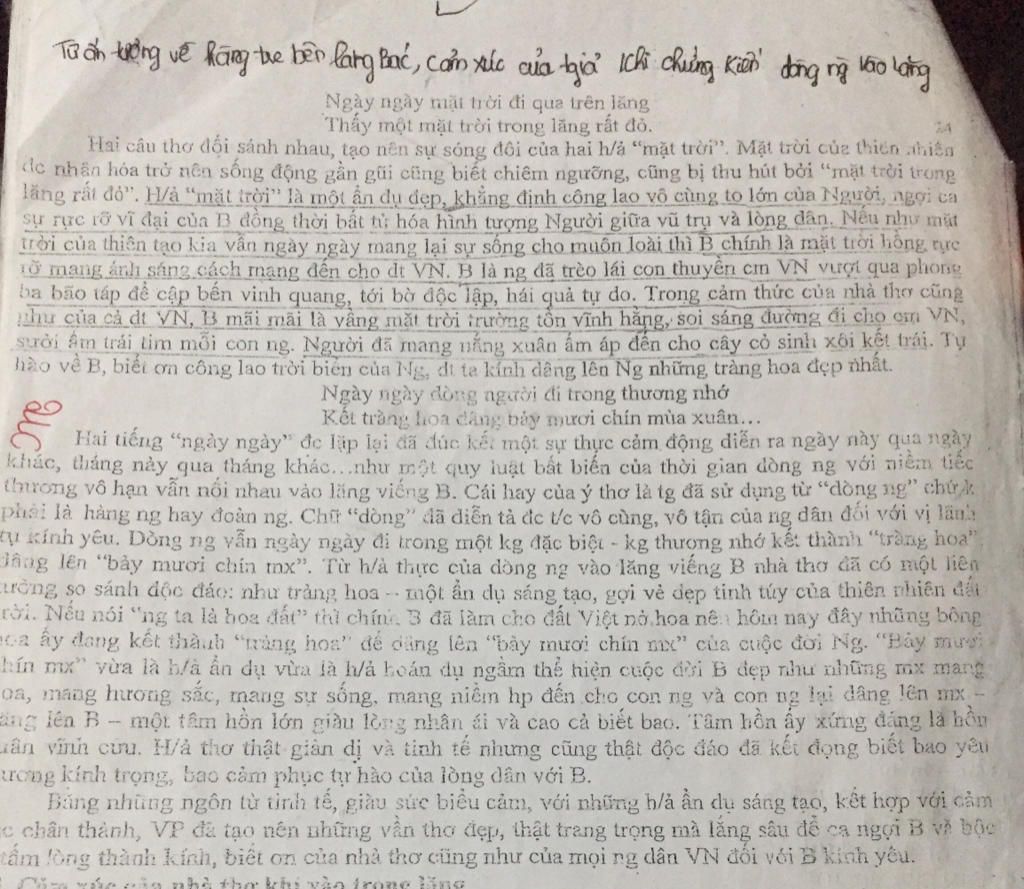 Từ ấn tượng về hàng tre bên lăng Bác, cảm xúc của tgiả khi chứng kiến dòng ng vào lăng
Ngày ngày mặt trời đi qua trên lăng
Thấy một mặt trời trong lăng rất đỏ.
24
Hai câu thơ đối sánh nhau, tạo nên sự sóng đôi của hai h/ả “mặt trời”. Mặt trời của thiên nhiên
đc nhân hóa trở nên sống động gần gũi cũng biết chiêm ngưỡng, cũng bị thu hút bởi “mặt trời trong
lăng rất đỏ”. H/ả “mặt trời” là một ẩn dụ đẹp, khẳng định công lao vô cùng to lớn của Người, ngợi ca
sự rực rỡ vĩ đại của B đồng thời bất tử hóa hình tượng Người giữa vũ trụ và lòng dân. Nếu như mặt
trời của thiên tạo kia vẫn ngày ngày mang lại sự sống cho muôn loài thì B chính là mặt trời hồng rực
rỡ mang ánh sáng cách mạng đến cho dt VN. B là ng đã trèo lái con thuyền cm VN vượt qua phong
ba bão táp để cập bến vinh quang, tới bờ độc lập, hái quả tự do. Trong cảm thức của nhà thơ cũng
như của cả dt VN, B mãi mãi là vầng mặt trời trường tồn vĩnh hằng, soi sáng đường đi cho cm VN,
sưởi ấm trái tim mỗi con ng. Người đã mang nắng xuân ấm áp đến cho cây cỏ sinh xôi kết trái. Tự
hào về B, biết ơn công lao trời biển của Ng, dt ta kính dâng lên Ng những tràng hoa đẹp nhất.
Ngày ngày dòng người đi trong thương nhớ
Kết tràng hoa dâng bảy mươi chín mùa xuân…
Hai tiếng “ngày ngày” đc lặp lại đã đúc kết một sự thực cảm động diễn ra ngày này qua ngày
khác, tháng này qua tháng khác…như một quy luật bất biến của thời gian dòng ng với niềm tiếc
thương vô hạn vẫn nối nhau vào lăng viếng B. Cái hay của ý thơ là tg đã sử dụng từ “dòng ng” chứ k
phải là hàng ng hay đoàn ng. Chữ “dòng” đã diễn tả đc t/c vô cùng, vô tận của ng dân đối với vị lãnh
tụ kính yêu. Dòng ng vẫn ngày ngày đi trong một kg đặc biệt - kg thương nhớ kết thành “tràng hoa”
dâng lên “bảy mươi chín mx”. Từ h/ả thực của dòng ng vào lăng viếng B nhà thơ đã có một liên
tưởng so sánh độc đáo: như tràng hoa – một ẩn dụ sáng tạo, gợi vẻ đẹp tinh túy của thiên nhiên đất
trời. Nếu nói “ng ta là hoa đất” thì chính B đã làm cho đất Việt nở hoa nên hôm nay đây những bông
hoa ấy đang kết thành “tràng hoa” để dâng lên “bảy mươi chín mx” của cuộc đời Ng. “Bảy mươi
chín mx” vừa là h/ả ẩn dụ vừa là h/ả hoán dụ ngầm thể hiện cuộc đời B đẹp như những mx mang
hoa, mang hương sắc, mang sự sống, mang niềm hp đến cho con ng và con ng lại dâng lên mx –
dâng lên B – một tâm hồn lớn giàu lòng nhân ái và cao cả biết bao. Tâm hồn ấy xứng đáng là hồn
xuân vĩnh cửu. H/ả thơ thật giản dị và tinh tế nhưng cũng thật độc đáo đã kết đọng biết bao yêu
thương kính trọng, bao cảm phục tự hào của lòng dân với B.
Bằng những ngôn từ tinh tế, giàu sức biểu cảm, với những h/ả ẩn dụ sáng tạo, kết hợp với cảm
chân thành, VP đã tạo nên những vần thơ đẹp, thật trang trọng mà lắng sâu để ca ngợi B và bộc
tấm lòng thành kính, biết ơn của nhà thơ cũng như của mọi ng dân VN đối với B kính yêu.
Cảm xúc của nhà thơ khi vào trong lăng